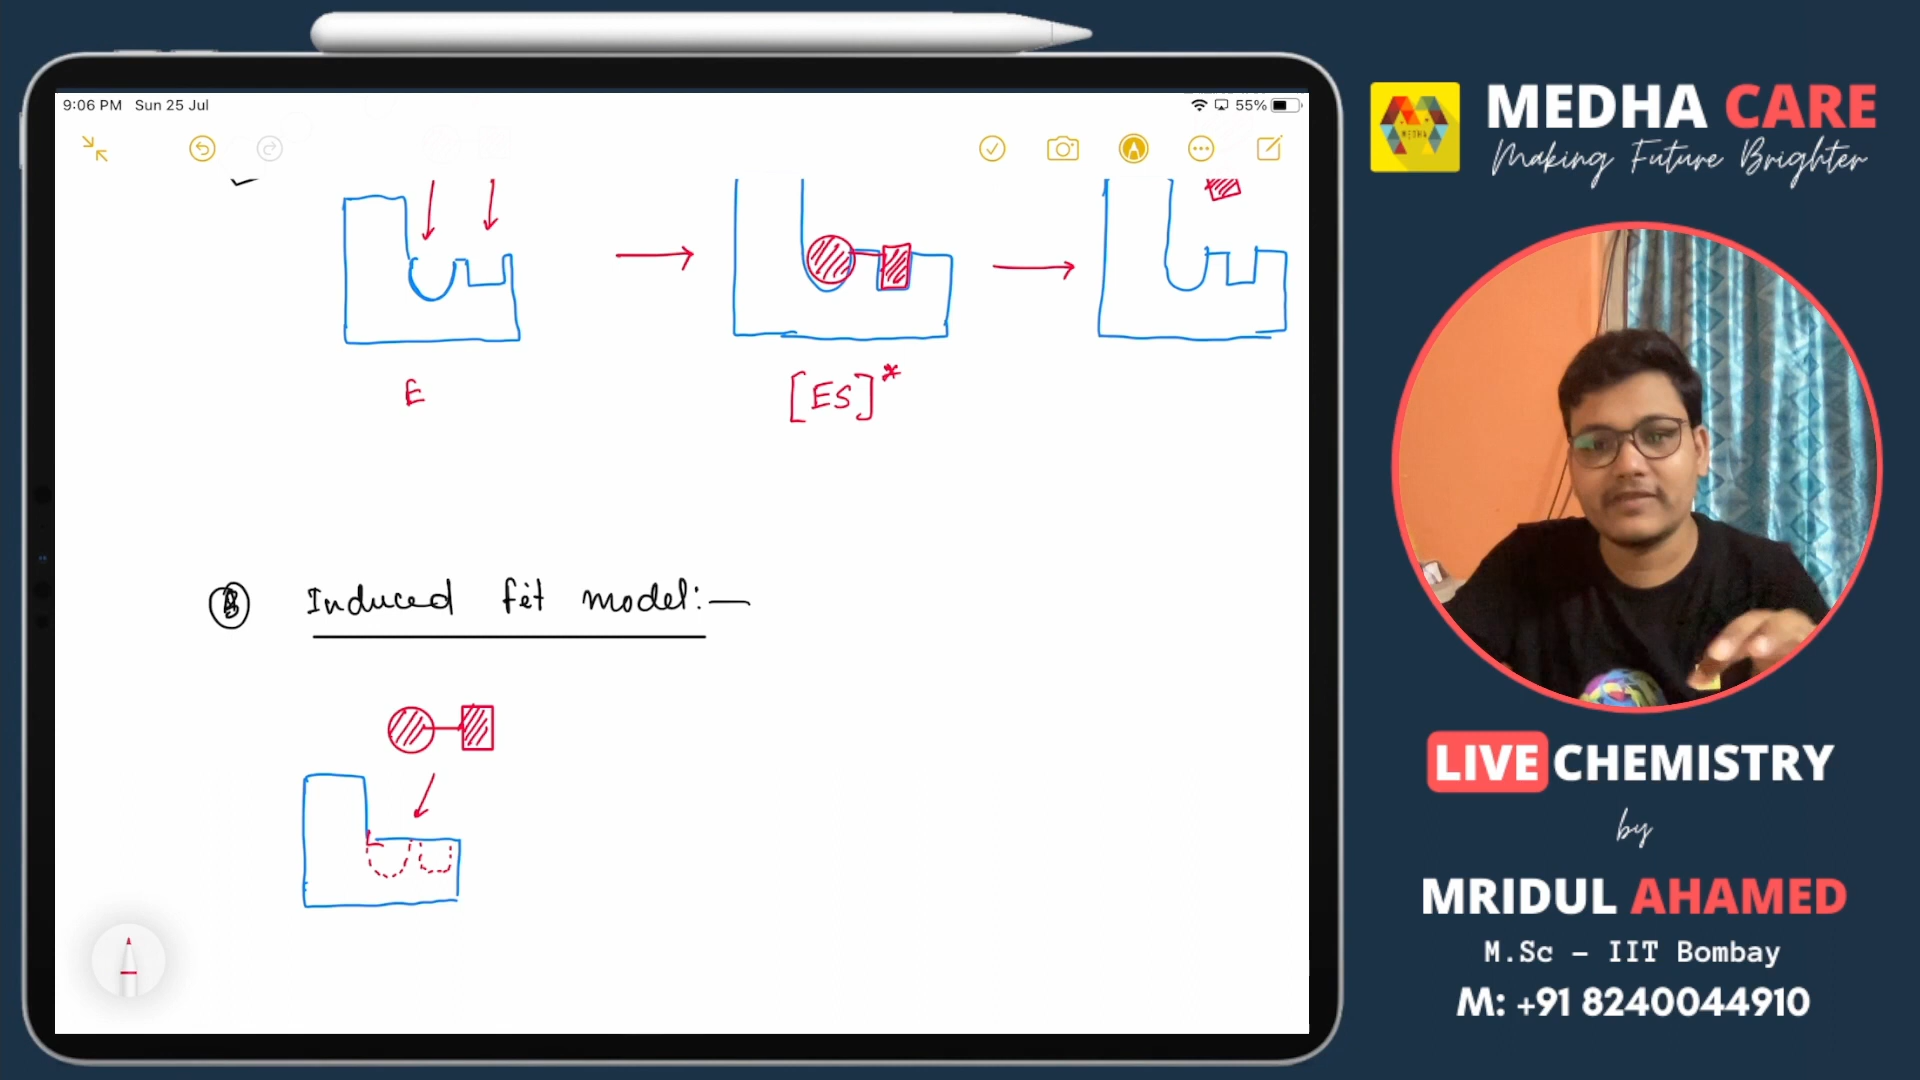 9:06 PM Sun 25 Jul
55%
E
[ES]*
B Induced fit model:—
MEDHA CARE
Making Future Brighter
MEDHA
LIVE CHEMISTRY
by
MRIDUL AHAMED
M.Sc - IIT Bombay
M: +91 8240044910